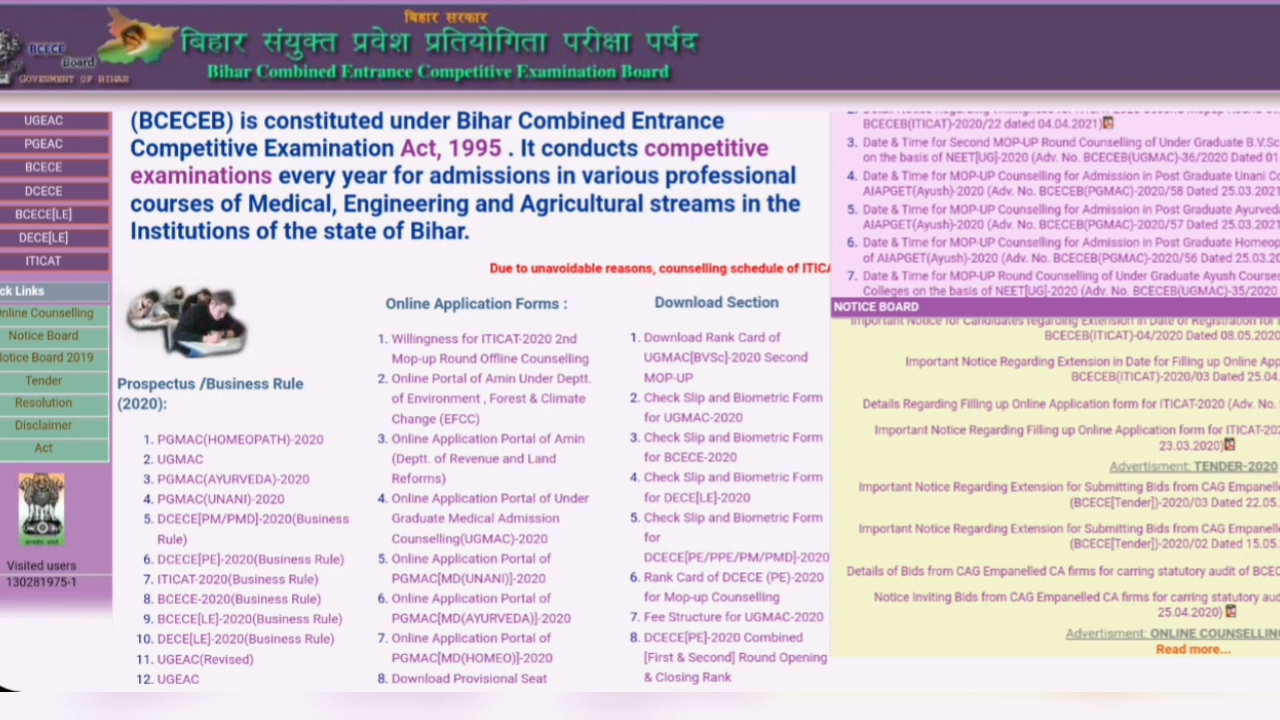 बिहार सरकार
बिहार संयुक्त प्रवेश प्रतियोगिता परीक्षा पर्षद
Bihar Combined Entrance Competitive Examination Board
BCECE
Board
GOVERNMENT OF BIHAR
UGEAC
PGEAC
BCECE
DCECE
BCECE[LE]
DECE[LE]
ITICAT
Links
Online Counselling
Notice Board
Notice Board 2019
Tender
Resolution
Disclaimer
Act
Visited users
130281975-1
(BCECEB) is constituted under Bihar Combined Entrance
Competitive Examination Act, 1995 . It conducts competitive
examinations every year for admissions in various professional
courses of Medical, Engineering and Agricultural streams in the
Institutions of the state of Bihar.
Due to unavoidable reasons, counselling schedule of
Prospectus /Business Rule
(2020):
1. PGMAC(HOMEOPATH)-2020
2. UGMAC
3. PGMAC(AYURVEDA)-2020
4. PGMAC(UNANI)-2020
5. DCECE[PM/PMD]-2020(Business
Rule)
6. DCECE[PE]-2020(Business Rule)
7. ITICAT-2020(Business Rule)
8. BCECE-2020(Business Rule)
9. BCECE[LE]-2020(Business Rule)
10. DECE[LE]-2020(Business Rule)
11. UGEAC(Revised)
12. UGEAC
Online Application Forms :
1. Willingness for ITICAT-2020 2nd
Mop-up Round Offline Counselling
2. Online Portal of Amin Under Deptt.
of Environment , Forest & Climate
Change (EFCC)
3. Online Application Portal of Amin
(Deptt. of Revenue and Land
Reforms)
4. Online Application Portal of Under
Graduate Medical Admission
Counselling(UGMAC)-2020
5. Online Application Portal of
PGMAC[MD(UNANI)]-2020
6. Online Application Portal of
PGMAC[MD(AYURVEDA)]-2020
7. Online Application Portal of
PGMAC[MD(HOMEO)]-2020
8. Download Provisional Seat
Download Section
1. Download Rank Card of
UGMAC[BVSc]-2020 Second
MOP-UP
2. Check Slip and Biometric Form
for UGMAC-2020
3. Check Slip and Biometric Form
for BCECE-2020
4. Check Slip and Biometric Form
for DECE[LE]-2020
5. Check Slip and Biometric Form
for
DCECE[PE/PPE/PM/PMD]-2020
6. Rank Card of DCECE (PE)-2020
for Mop-up Counselling
7. Fee Structure for UGMAC-2020
8. DCECE[PE]-2020 Combined
[First & Second] Round Opening
& Closing Rank
BCECEB(ITICAT)-2020/22 dated 04.04.2021)
3. Date & Time for Second MOP-UP Round Counselling of Under Graduate B.V.Sc
on the basis of NEET[UG]-2020 (Adv. No. BCECEB(UGMAC)-36/2020 Dated 01
4. Date & Time for MOP-UP Counselling for Admission in Post Graduate Unani Co
AIAPGET(Ayush)-2020 (Adv. No. BCECEB(PGMAC)-2020/58 Dated 25.03.2021
5. Date & Time for MOP-UP Counselling for Admission in Post Graduate Ayurved
AIAPGET(Ayush)-2020 (Adv. No. BCECEB(PGMAC)-2020/57 Dated 25.03.2021
6. Date & Time for MOP-UP Counselling for Admission in Post Graduate Homeop
of AIAPGET(Ayush)-2020 (Adv. No. BCECEB(PGMAC)-2020/56 Dated 25.03.20
7. Date & Time for MOP-UP Round Counselling of Under Graduate Ayush Courses
Colleges on the basis of NEET[UG]-2020 (Adv. No. BCECEB(UGMAC)-35/2020
NOTICE BOARD
Important Notice for Candidates regarding Extension in Date of Registration for
BCECEB(ITICAT)-04/2020 Dated 08.05.2020
Important Notice Regarding Extension in Date for Filling up Online App
BCECEB(ITICAT)-2020/03 Dated 25.04.
Details Regarding Filling up Online Application form for ITICAT-2020 (Adv. No.
Important Notice Regarding Filling up Online Application form for ITICAT-202
23.03.2020)
Advertisment: TENDER-2020
Important Notice Regarding Extension for Submitting Bids from CAG Empanelle
(BCECE[Tender])-2020/03 Dated 22.05.
Important Notice Regarding Extension for Submitting Bids from CAG Empanelle
(BCECE[Tender])-2020/02 Dated 15.05.
Details of Bids from CAG Empanelled CA firms for carring statutory audit of BCEC
Notice Inviting Bids from CAG Empanelled CA firms for carring statutory aud
25.04.2020)
Advertisment: ONLINE COUNSELLING
Read more...